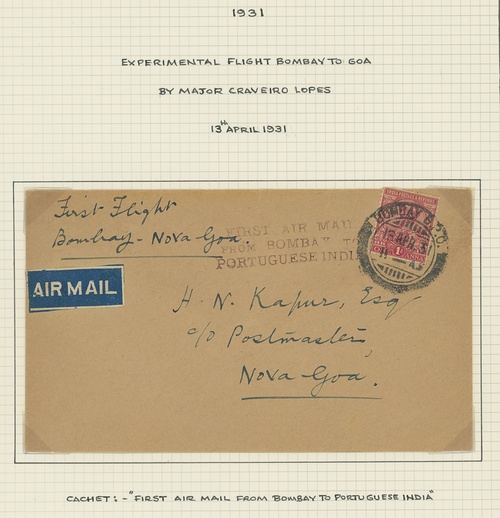 1931
EXPERIMENTAL FLIGHT BOMBAY TO GOA
BY MAJOR CRAVEIRO LOPES
13th APRIL 1931
First Flight
Bombay - Nova Goa.
FIRST AIR MAIL
FROM BOMBAY TO
PORTUGUESE INDIA
BOMBAY G.P.O.
AIR MAIL
H. N. Kapur, Esq
c/o Postmaster,
Nova-Goa.
CACHET: - "FIRST AIR MAIL FROM BOMBAY TO PORTUGUESE INDIA"